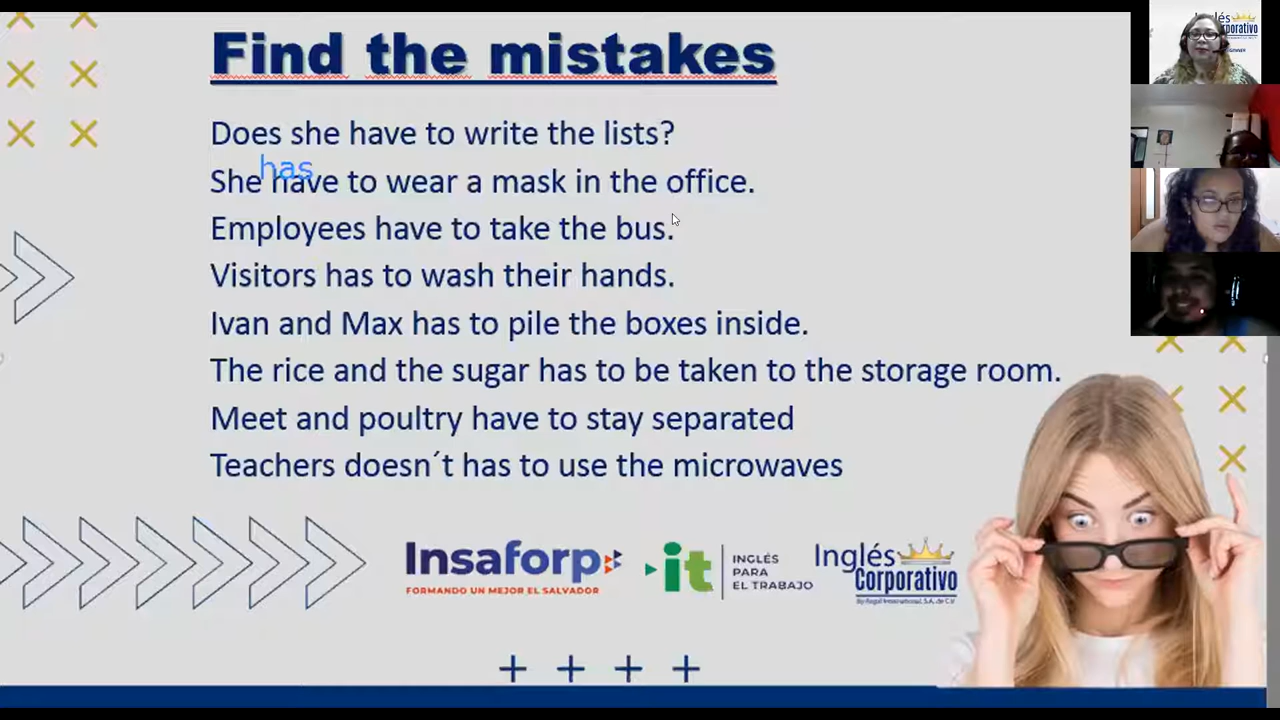 Find the mistakes
Does she have to write the lists?
has
She have to wear a mask in the office.
Employees have to take the bus.
Visitors has to wash their hands.
Ivan and Max has to pile the boxes inside.
The rice and the sugar has to be taken to the storage room.
Meet and poultry have to stay separated
Teachers doesn´t has to use the microwaves
Insaforp
FORMANDO UN MEJOR EL SALVADOR
it
INGLÉS
PARA
EL TRABAJO
Inglés
Corporativo